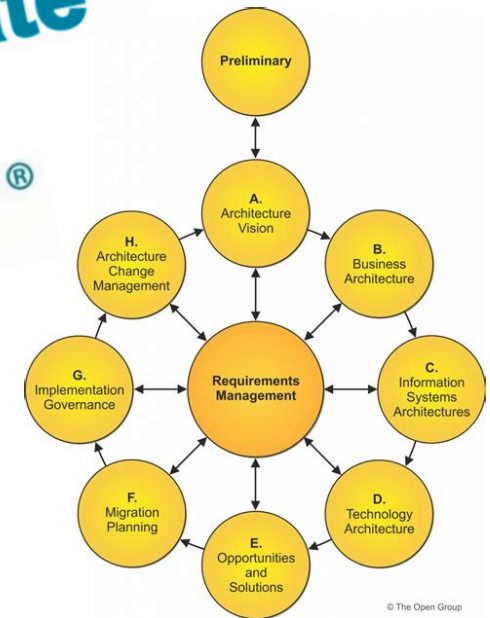 ®
Preliminary
A.
Architecture
Vision
B.
Business
Architecture
C.
Information
Systems
Architectures
D.
Technology
Architecture
E.
Opportunities
and
Solutions
F.
Migration
Planning
G.
Implementation
Governance
H.
Architecture
Change
Management
Requirements
Management
© The Open Group